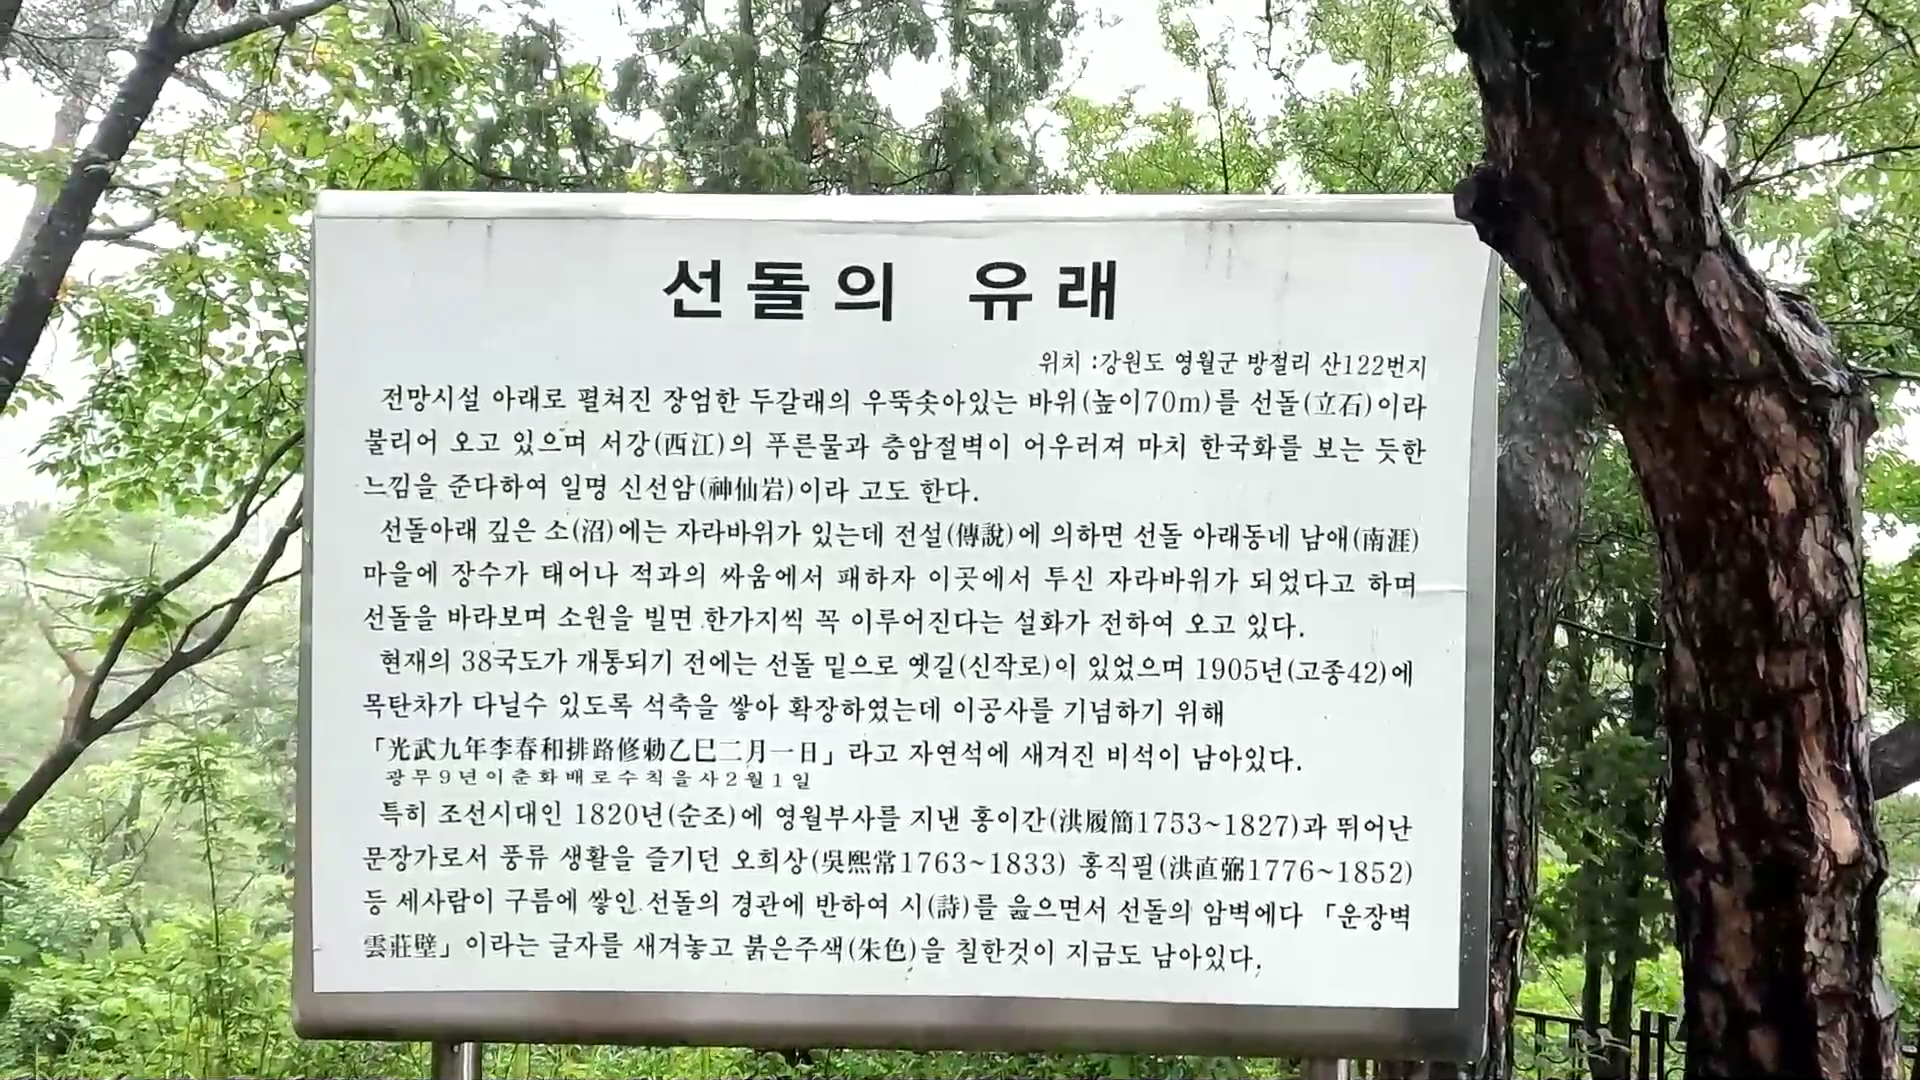 선돌의 유래
위치 :강원도 영월군 방절리 산122번지
전망시설 아래로 펼쳐진 장엄한 두갈래의 우뚝솟아있는 바위(높이70m)를 선돌(立石)이라
불리어 오고 있으며 서강(西江)의 푸른물과 층암절벽이 어우러져 마치 한국화를 보는 듯한
느낌을 준다하여 일명 신선암(神仙岩)이라 고도 한다.
선돌아래 깊은 소(沼)에는 자라바위가 있는데 전설(傳說)에 의하면 선돌 아래동네 남애(南涯)
마을에 장수가 태어나 적과의 싸움에서 패하자 이곳에서 투신 자라바위가 되었다고 하며
선돌을 바라보며 소원을 빌면 한가지씩 꼭 이루어진다는 설화가 전하여 오고 있다.
현재의 38국도가 개통되기 전에는 선돌 밑으로 옛길(신작로)이 있었으며 1905년(고종42)에
목탄차가 다닐수 있도록 석축을 쌓아 확장하였는데 이공사를 기념하기 위해
「光武九年李春和排路修勅乙巳二月一日」라고 자연석에 새겨진 비석이 남아있다.
광무9년이춘화배로수칙을사2월1일
특히 조선시대인 1820년(순조)에 영월부사를 지낸 홍이간(洪履簡1753~1827)과 뛰어난
문장가로서 풍류 생활을 즐기던 오희상(吳熙常1763~1833) 홍직필(洪直弼1776~1852)
등 세사람이 구름에 쌓인 선돌의 경관에 반하여 시(詩)를 읊으면서 선돌의 암벽에다 「운장벽
雲莊壁」이라는 글자를 새겨놓고 붉은주색(朱色)을 칠한것이 지금도 남아있다.